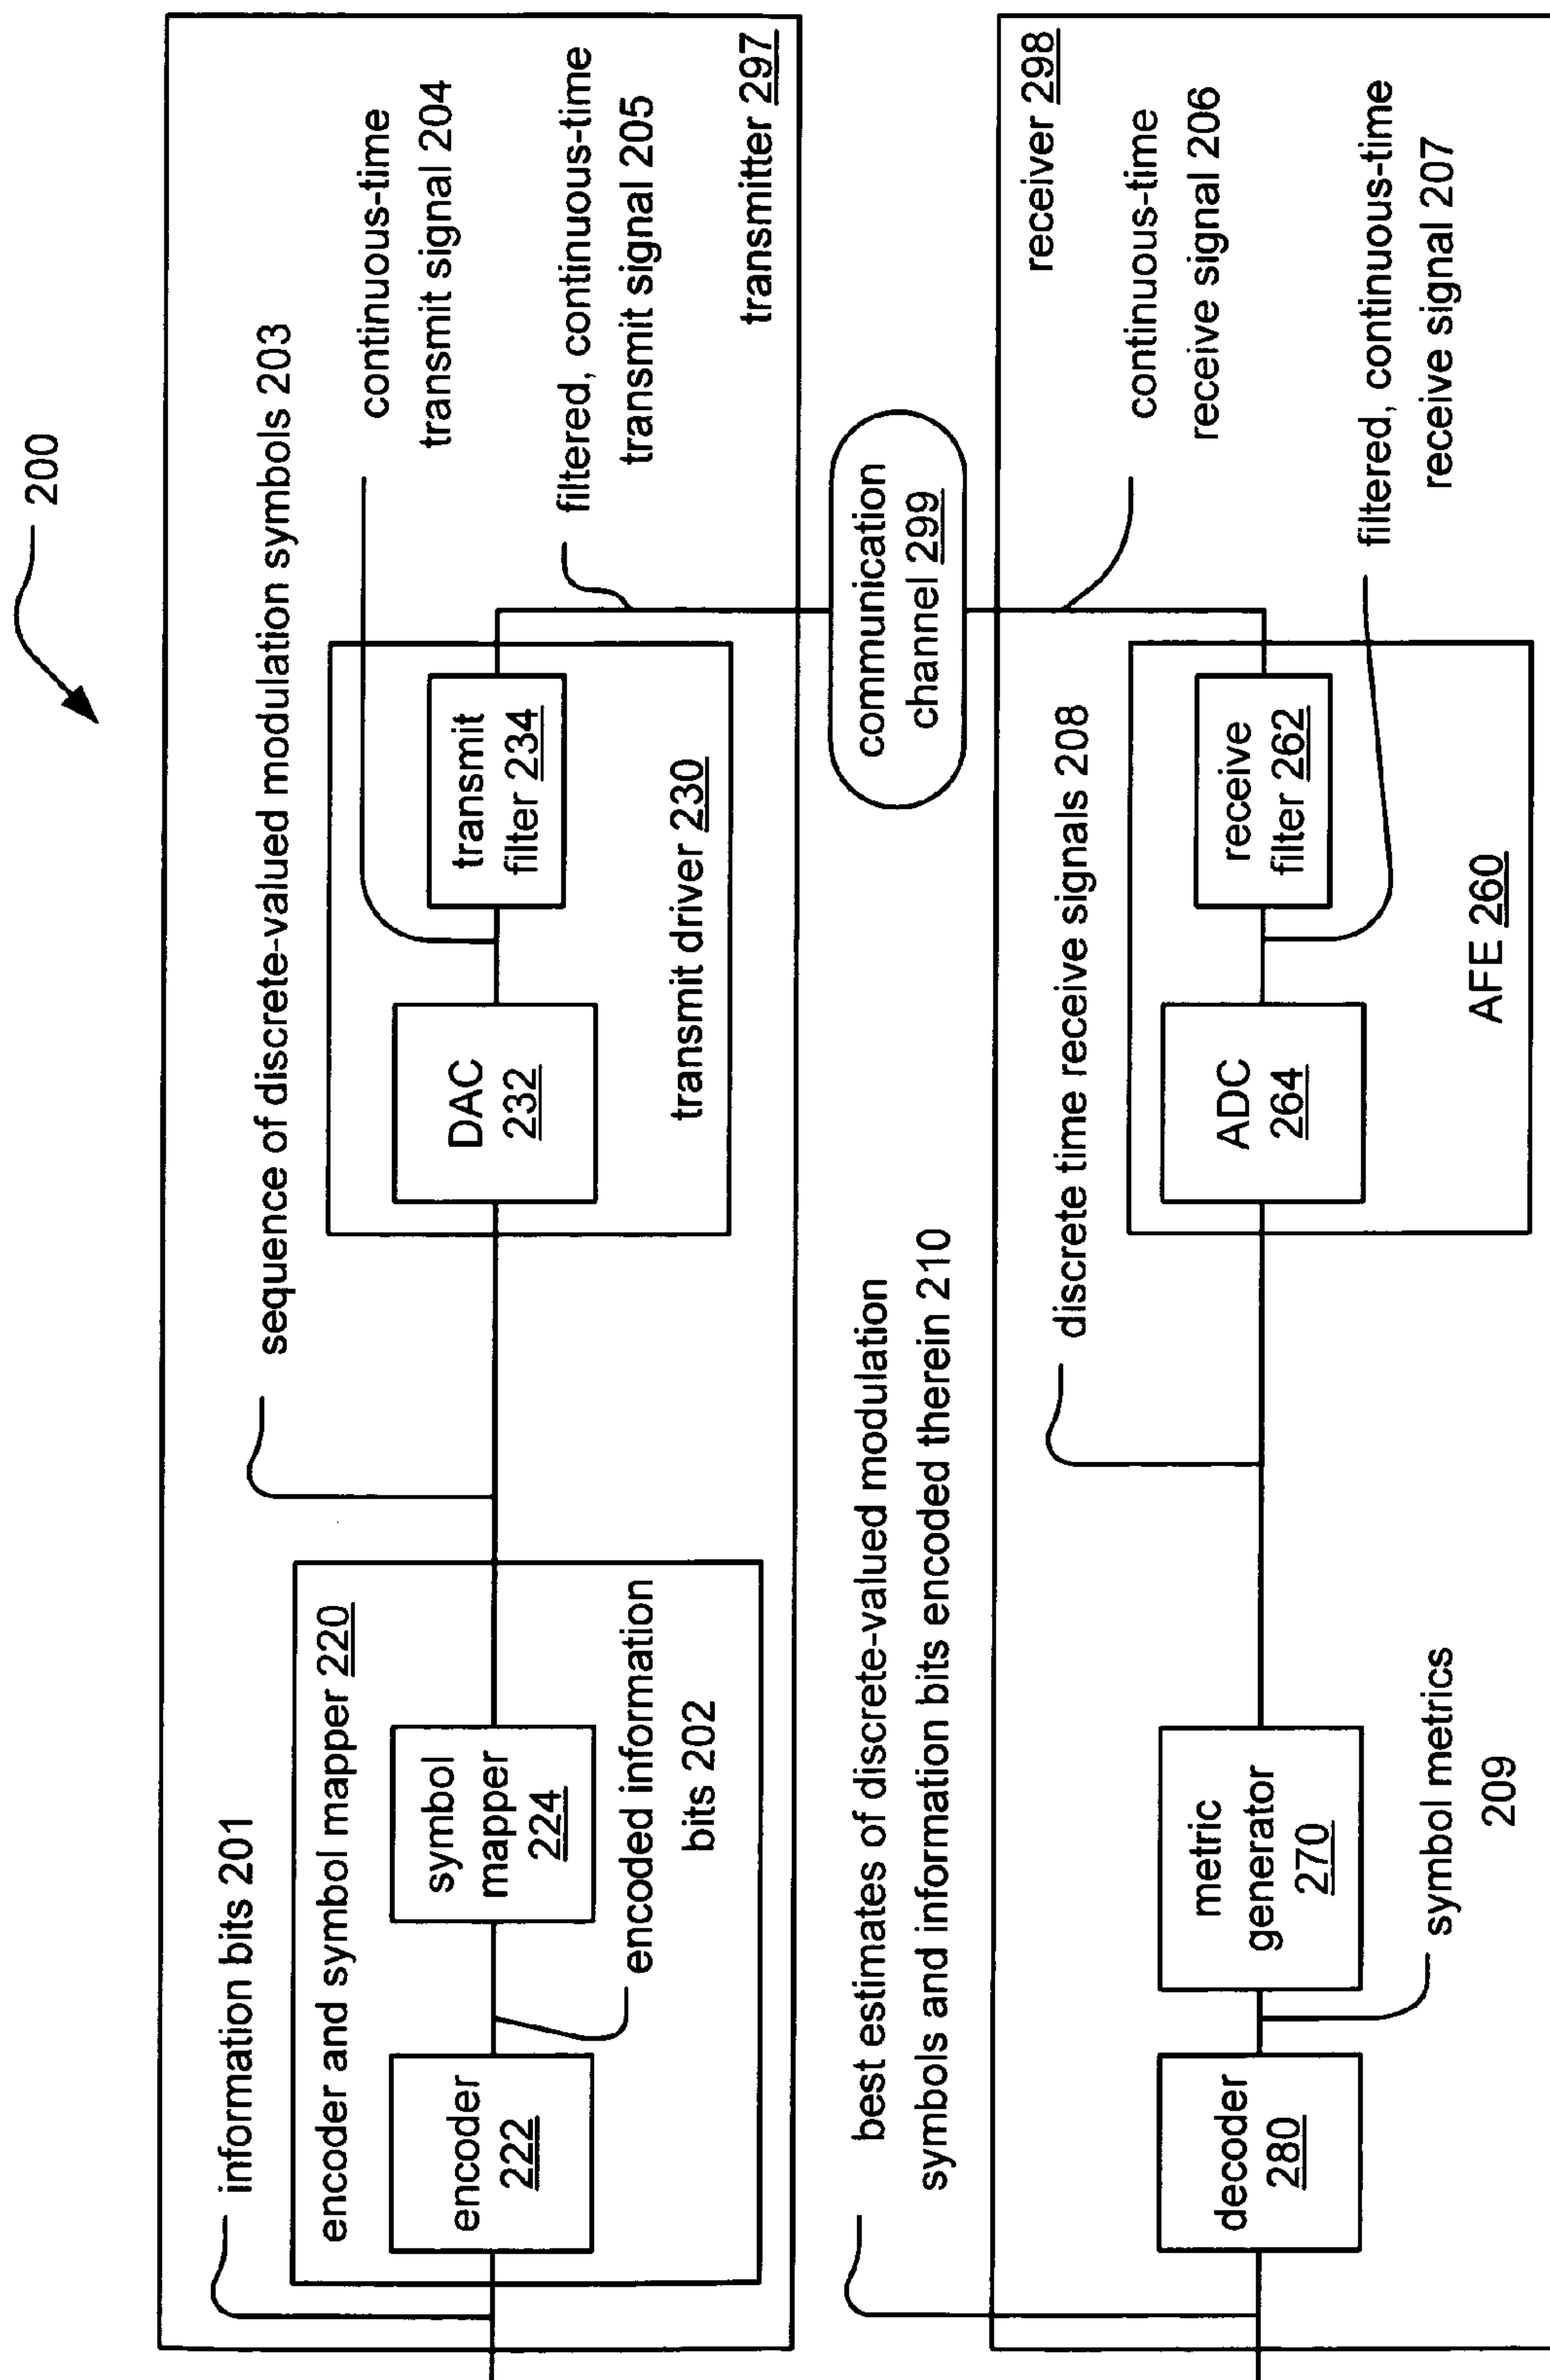 200
information bits 201
encoder and symbol mapper 220
encoder
222
symbol
mapper
224
encoded information
bits 202
sequence of discrete-valued modulation symbols 203
DAC
232
transmit
filter 234
transmit driver 230
continuous-time
transmit signal 204
filtered, continuous-time
transmit signal 205
transmitter 297
communication
channel 299
best estimates of discrete-valued modulation
symbols and information bits encoded therein 210
decoder
280
metric
generator
270
symbol metrics
209
discrete time receive signals 208
ADC
264
receive
filter 262
AFE 260
receiver 298
continuous-time
receive signal 206
filtered, continuous-time
receive signal 207